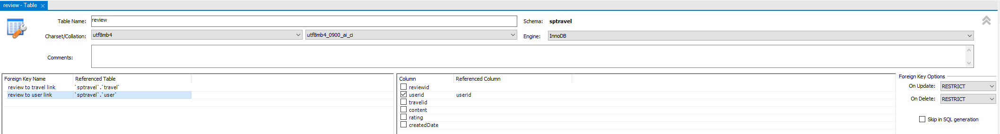 review - Table ×
Table Name: review Schema: sptravel
Charset/Collation: utf8mb4 utf8mb4_0900_ai_ci Engine: InnoDB
Comments:
Foreign Key Name Referenced Table
review to travel link `sptravel`.`travel`
review to user link `sptravel`.`user`
Column Referenced Column
reviewid
userid userid
travelid
content
rating
createdDate
Foreign Key Options
On Update: RESTRICT
On Delete: RESTRICT
Skip in SQL generation